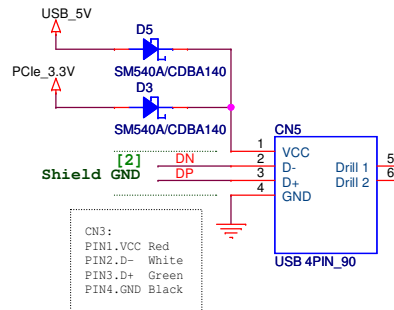 USB_5V
D5
SM540A/CDBA140
PCIe_3.3V
D3
SM540A/CDBA140
CN5
1 VCC
[2] DN 2 D- Drill 1 5
Shield GND DP 3 D+ Drill 2 6
4 GND
USB 4PIN_90
CN3:
PIN1.VCC Red
PIN2.D- White
PIN3.D+ Green
PIN4.GND Black